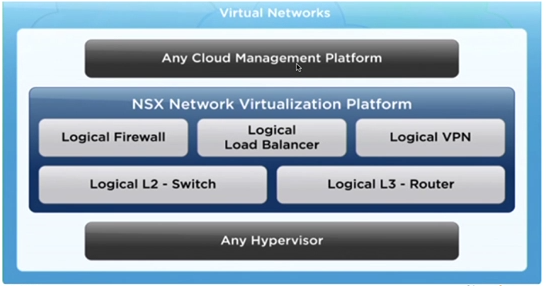 Virtual Networks
Any Cloud Management Platform
NSX Network Virtualization Platform
Logical Firewall
Logical
Load Balancer
Logical VPN
Logical L2 - Switch
Logical L3 - Router
Any Hypervisor